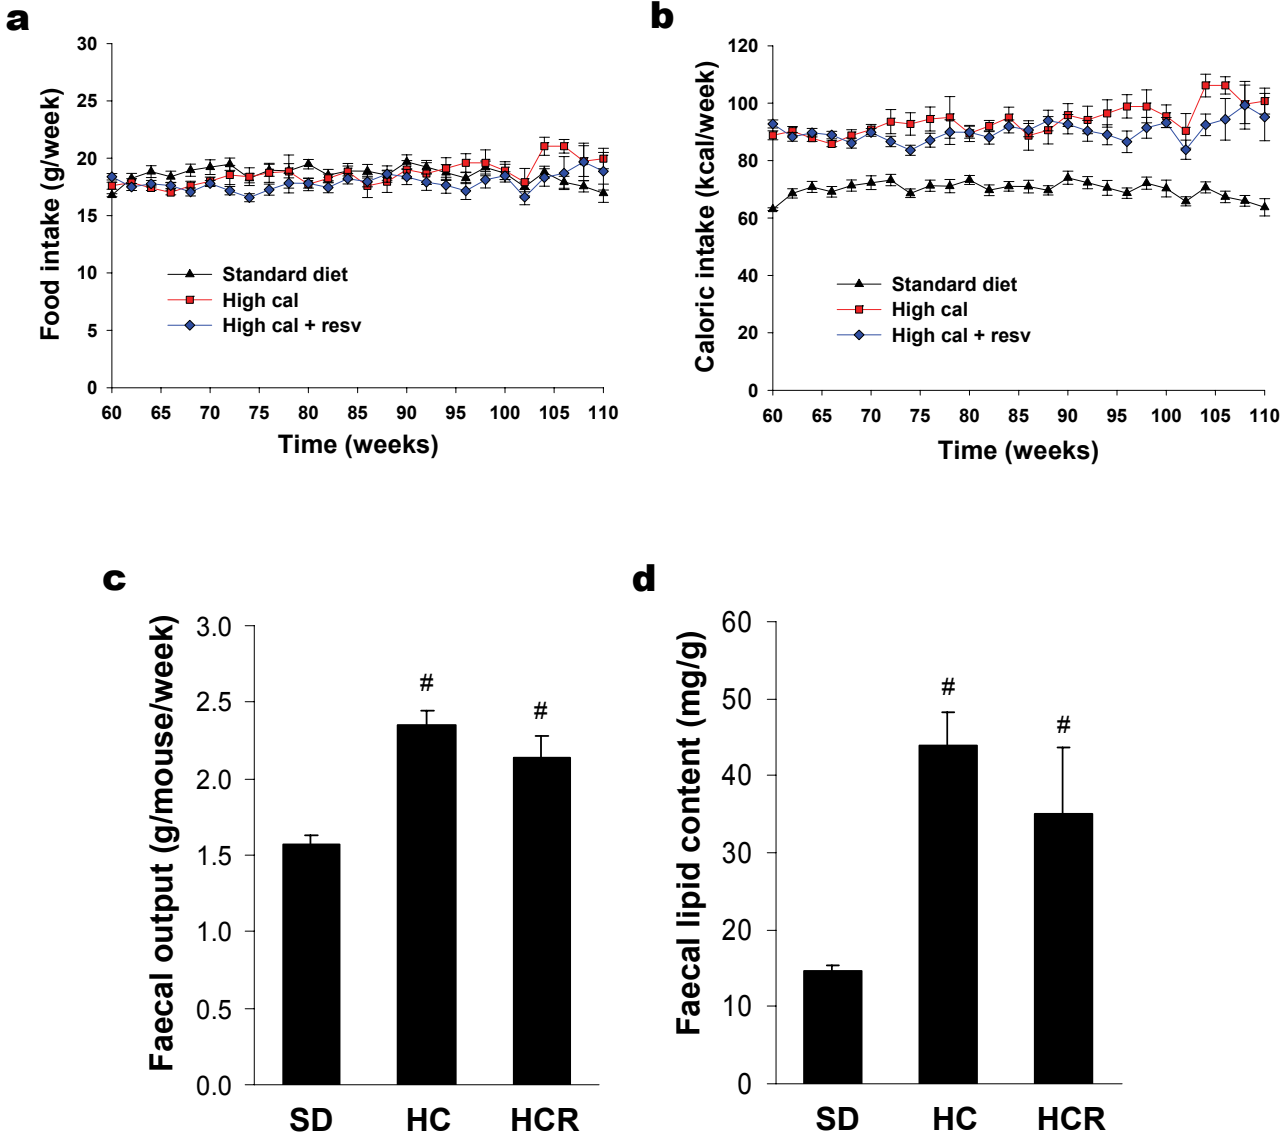 a
Food intake (g/week)
30
25
20
15
10
5
0
60 65 70 75 80 85 90 95 100 105 110
Time (weeks)
Standard diet
High cal
High cal + resv
b
Caloric intake (kcal/week)
120
100
80
60
40
20
0
60 65 70 75 80 85 90 95 100 105 110
Time (weeks)
Standard diet
High cal
High cal + resv
c
Faecal output (g/mouse/week)
3.0
2.5
2.0
1.5
1.0
0.5
0.0
#
#
SD HC HCR
d
Faecal lipid content (mg/g)
60
50
40
30
20
10
0
#
#
SD HC HCR